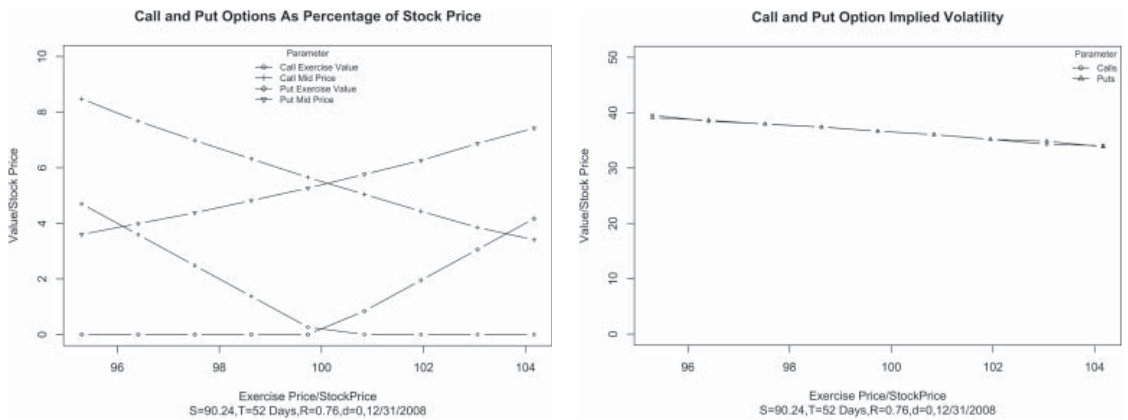 Call and Put Options As Percentage of Stock Price
Parameter
Call Exercise Value
Call Mid Price
Put Exercise Value
Put Mid Price
Value/Stock Price
10
8
6
4
2
0
96
98
100
102
104
Exercise Price/StockPrice
S=90.24,T=52 Days,R=0.76,d=0,12/31/2008
Call and Put Option Implied Volatility
Parameter
Calls
Puts
Value/Stock Price
50
40
30
20
10
0
96
98
100
102
104
Exercise Price/StockPrice
S=90.24,T=52 Days,R=0.76,d=0,12/31/2008